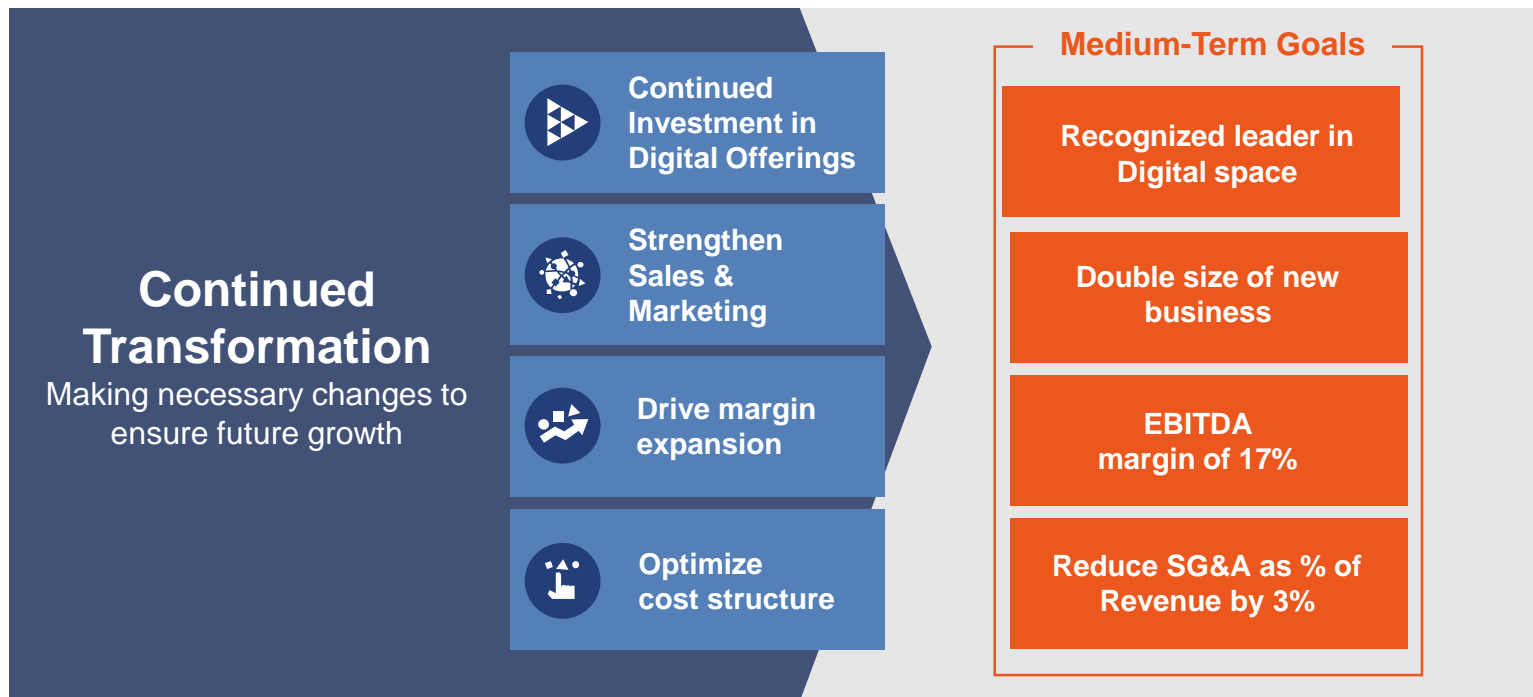 Continued
Transformation
Making necessary changes to
ensure future growth
Continued
Investment in
Digital Offerings
Strengthen
Sales &
Marketing
Drive margin
expansion
Optimize
cost structure
Medium-Term Goals
Recognized leader in
Digital space
Double size of new
business
EBITDA
margin of 17%
Reduce SG&A as % of
Revenue by 3%